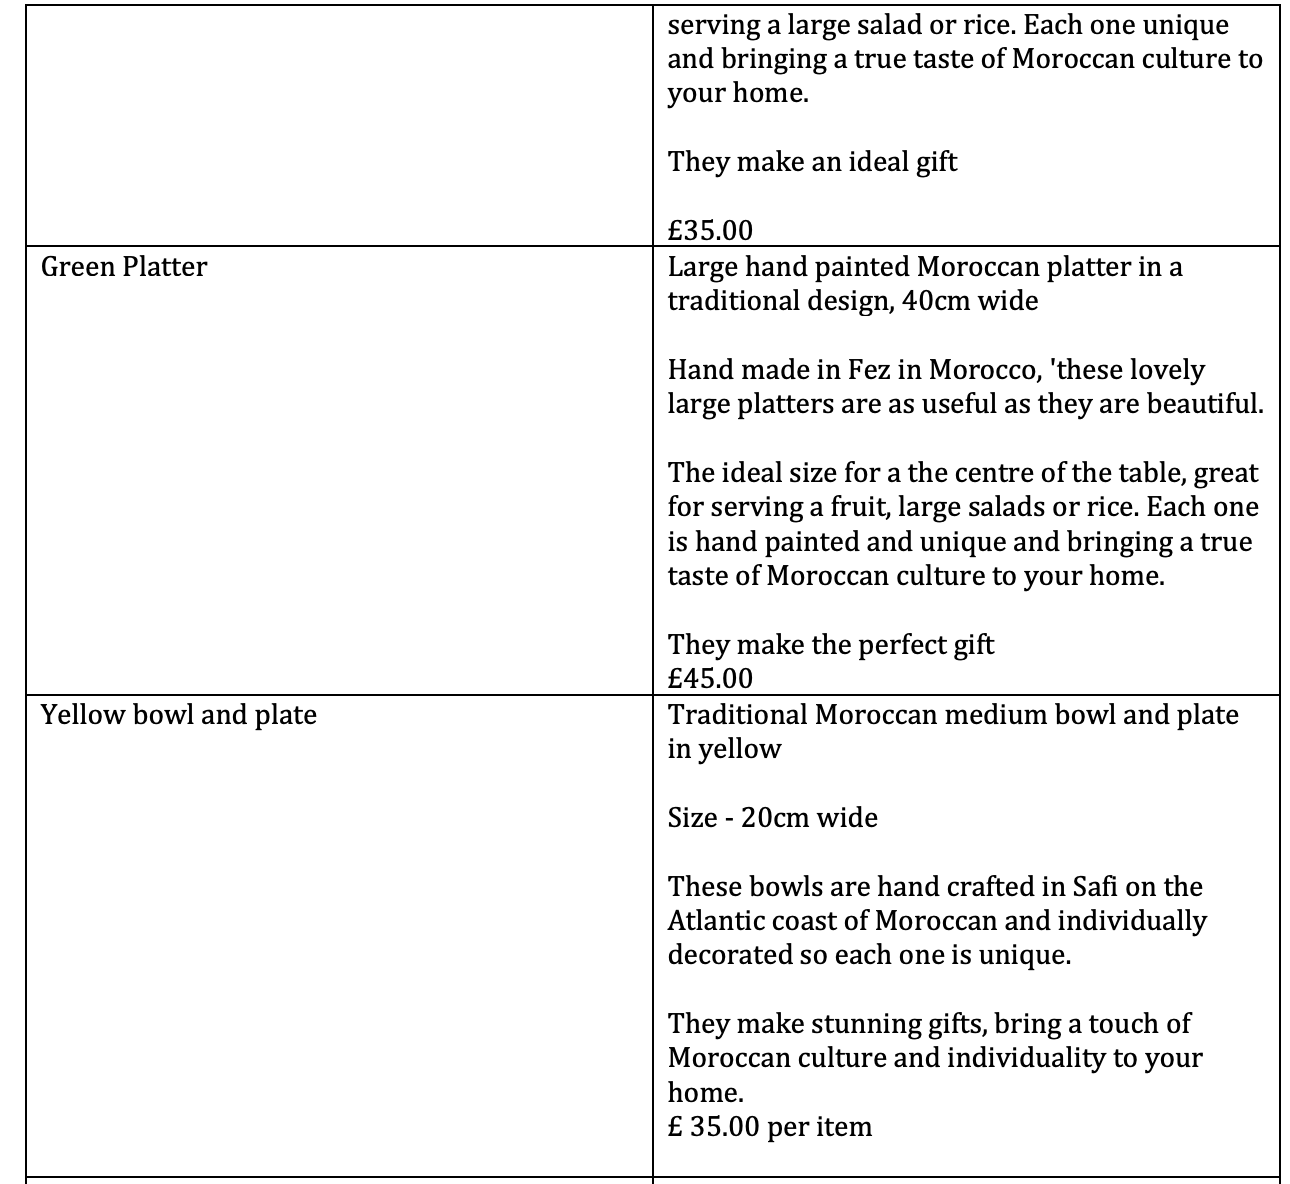 serving a large salad or rice. Each one unique
and bringing a true taste of Moroccan culture to
your home.
They make an ideal gift
£35.00
Green Platter
Large hand painted Moroccan platter in a
traditional design, 40cm wide
Hand made in Fez in Morocco, 'these lovely
large platters are as useful as they are beautiful.
The ideal size for a the centre of the table, great
for serving a fruit, large salads or rice. Each one
is hand painted and unique and bringing a true
taste of Moroccan culture to your home.
They make the perfect gift
£45.00
Yellow bowl and plate
Traditional Moroccan medium bowl and plate
in yellow
Size - 20cm wide
These bowls are hand crafted in Safi on the
Atlantic coast of Moroccan and individually
decorated so each one is unique.
They make stunning gifts, bring a touch of
Moroccan culture and individuality to your
home.
£ 35.00 per item